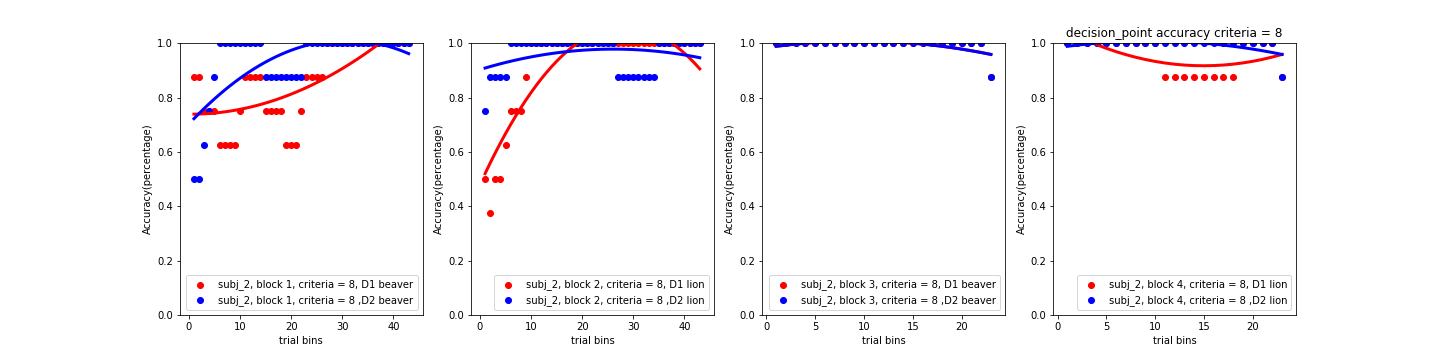 decision_point accuracy criteria = 8
Accuracy(percentage)
1.0
0.8
0.6
0.4
0.2
0.0
subj_2, block 1, criteria = 8, D1 beaver
subj_2, block 1, criteria = 8 ,D2 beaver
0 10 20 30 40
trial bins
Accuracy(percentage)
1.0
0.8
0.6
0.4
0.2
0.0
subj_2, block 2, criteria = 8, D1 lion
subj_2, block 2, criteria = 8 ,D2 lion
0 10 20 30 40
trial bins
Accuracy(percentage)
1.0
0.8
0.6
0.4
0.2
0.0
subj_2, block 3, criteria = 8, D1 beaver
subj_2, block 3, criteria = 8 ,D2 beaver
0 5 10 15 20
trial bins
Accuracy(percentage)
1.0
0.8
0.6
0.4
0.2
0.0
subj_2, block 4, criteria = 8, D1 lion
subj_2, block 4, criteria = 8 ,D2 lion
0 5 10 15 20
trial bins